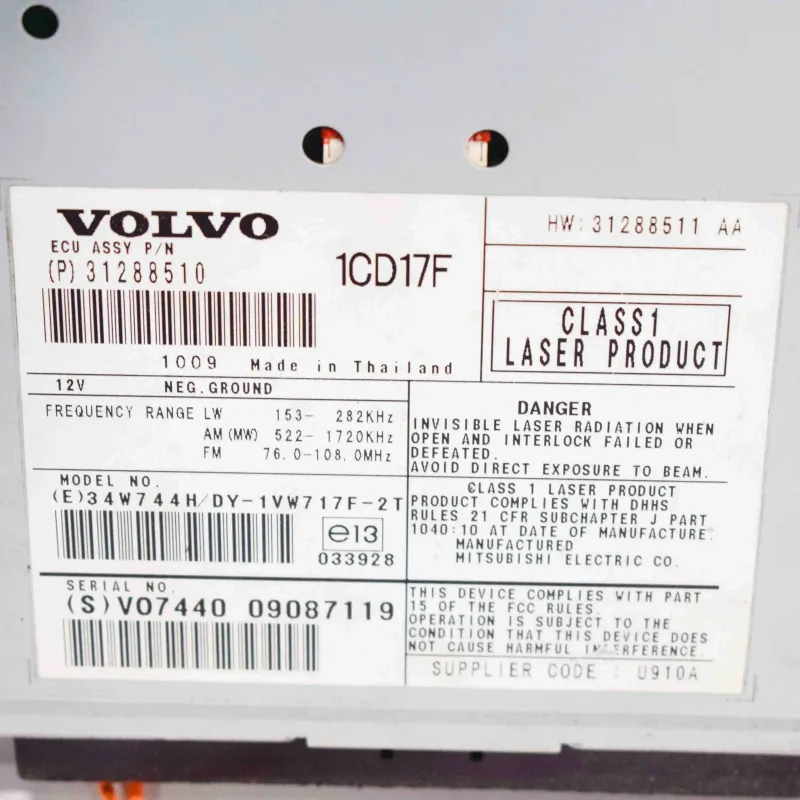 VOLVO
ECU ASSY P/N
(P) 31288510
1CD17F
1009 Made in Thailand
HW: 31288511 AA
CLASS1
LASER PRODUCT
12V NEG. GROUND
FREQUENCY RANGE LW 153- 282KHz
AM (MW) 522- 1720KHz
FM 76.0-108.0MHz
MODEL NO.
(E)34W744H/DY-1VW717F-2T
e13
033928
SERIAL NO.
(S)V07440 09087119
DANGER
INVISIBLE LASER RADIATION WHEN
OPEN AND INTERLOCK FAILED OR
DEFEATED.
AVOID DIRECT EXPOSURE TO BEAM.
CLASS 1 LASER PRODUCT
PRODUCT COMPLIES WITH DHHS
RULES 21 CFR SUBCHAPTER J PART
1040:10 AT DATE OF MANUFACTURE.
MANUFACTURED
MITSUBISHI ELECTRIC CO.
THIS DEVICE COMPLIES WITH PART
15 OF THE FCC RULES.
OPERATION IS SUBJECT TO THE
CONDITION THAT THIS DEVICE DOES
NOT CAUSE HARMFUL INTERFERENCE.
SUPPLIER CODE : U910A